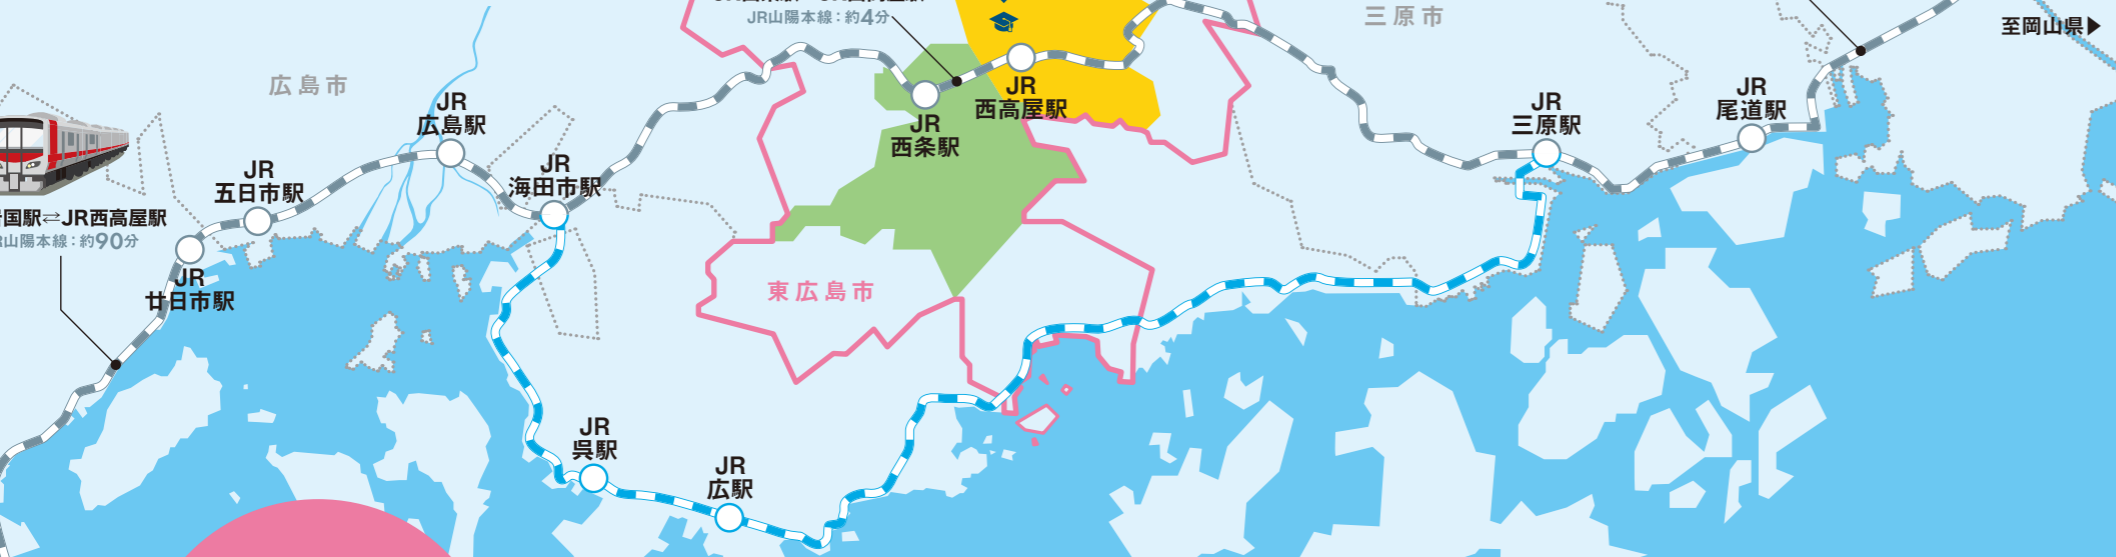 JR山陽本線：約4分
三原市
至岡山県▶
広島市
JR
広島駅
JR
西高屋駅
JR
西条駅
JR
三原駅
JR
尾道駅
JR
五日市駅
JR
海田市駅
国駅⇄JR西高屋駅
山陽本線：約90分
JR
廿日市駅
東広島市
JR
呉駅
JR
広駅